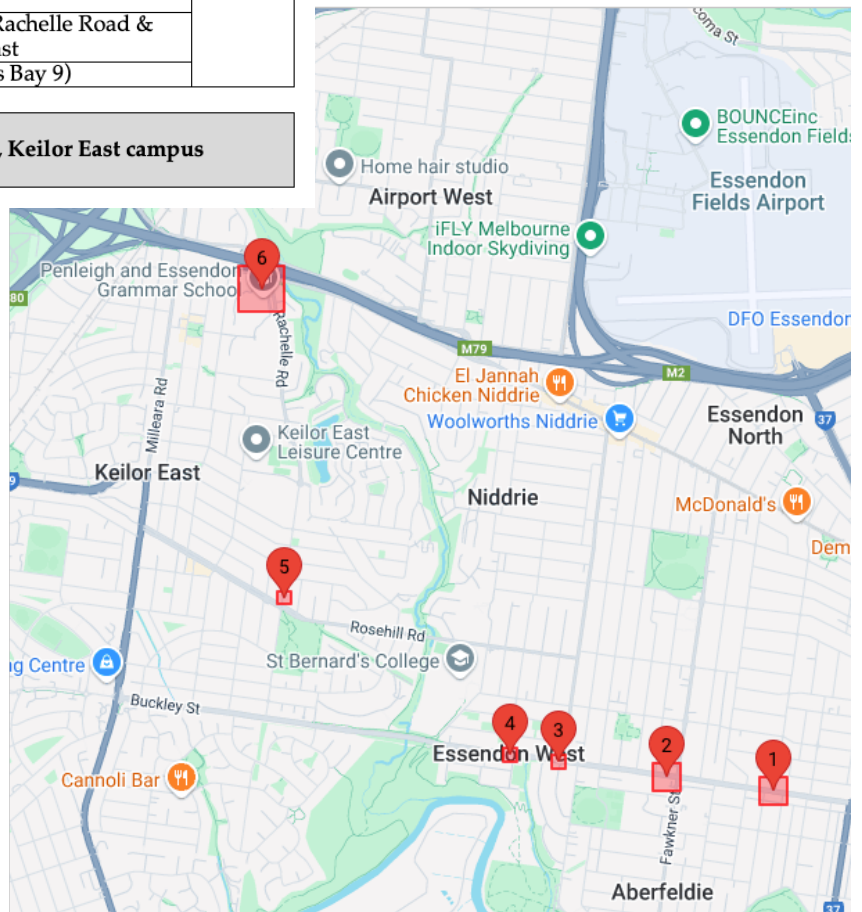 Rachelle Road &
ast
s Bay 9)
, Keilor East campus
oma St
BOUNCEinc
Essendon Fields
Home hair studio
Airport West
Essendon
Fields Airport
iFLY Melbourne
Indoor Skydiving
6
Penleigh and Essendon
Grammar School
80
DFO Essendon
Rachelle Rd
M79
El Jannah
Chicken Niddrie
M2
Woolworths Niddrie
Essendon
North
37
Milleara Rd
Keilor East
Leisure Centre
Keilor East
9
Niddrie
McDonald's
Dem
5
Rosehill Rd
St Bernard's College
ng Centre
Buckley St
4
3
2
1
Essendon West
Cannoli Bar
Fawkner St
Aberfeldie
37